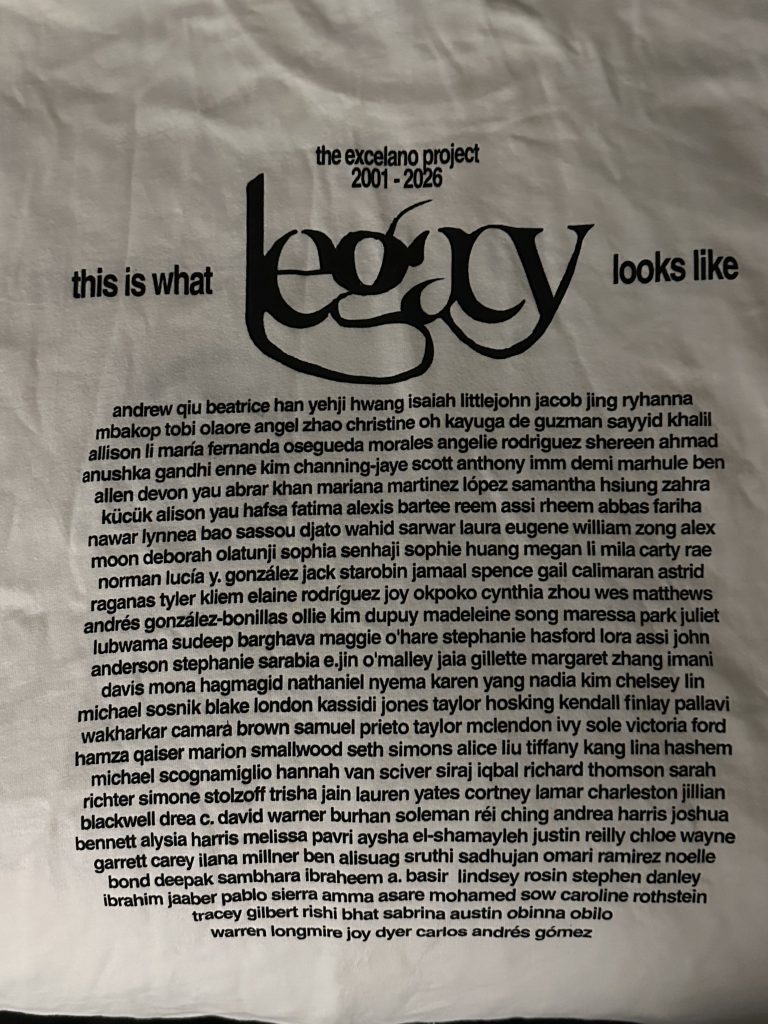 the excelano project
2001 - 2026
this is what legacy looks like
andrew qiu beatrice han yehji hwang isaiah littlejohn jacob jing ryhanna
mbakop tobi olaore angel zhao christine oh kayuga de guzman sayyid khalil
allison li maría fernanda osegueda morales angelie rodriguez shereen ahmad
anushka gandhi enne kim channing-jaye scott anthony imm demi marhule ben
allen devon yau abrar khan mariana martinez lópez samantha hsiung zahra
kücük alison yau hafsa fatima alexis bartee reem assi rheem abbas fariha
nawar lynnea bao sassou djato wahid sarwar laura eugene william zong alex
moon deborah olatunji sophia senhaji sophie huang megan li mila carty rae
norman lucía y. gonzález jack starobin jamaal spence gail calimaran astrid
raganas tyler kliem elaine rodríguez joy okpoko cynthia zhou wes matthews
andrés gonzález-bonillas ollie kim dupuy madeleine song maressa park juliet
lubwama sudeep barghava maggie o'hare stephanie hasford lora assi john
anderson stephanie sarabia e.jin o'malley jaia gillette margaret zhang imani
davis mona hagmagid nathaniel nyema karen yang nadia kim chelsey lin
michael sosnik blake london kassidi jones taylor hosking kendall finlay pallavi
wakharkar camara brown samuel prieto taylor mclendon ivy sole victoria ford
hamza qaiser marion smallwood seth simons alice liu tiffany kang lina hashem
michael scognamiglio hannah van sciver siraj iqbal richard thomson sarah
richter simone stolzoff trisha jain lauren yates cortney lamar charleston jillian
blackwell drea c. david warner burhan soleman réi ching andrea harris joshua
bennett alysia harris melissa pavri aysha el-shamayleh justin reilly chloe wayne
garrett carey ilana millner ben alisuag sruthi sadhujan omari ramirez noelle
bond deepak sambhara ibraheem a. basir lindsey rosin stephen danley
ibrahim jaaber pablo sierra amma asare mohamed sow caroline rothstein
tracey gilbert rishi bhat sabrina austin obinna obilo
warren longmire joy dyer carlos andrés gómez